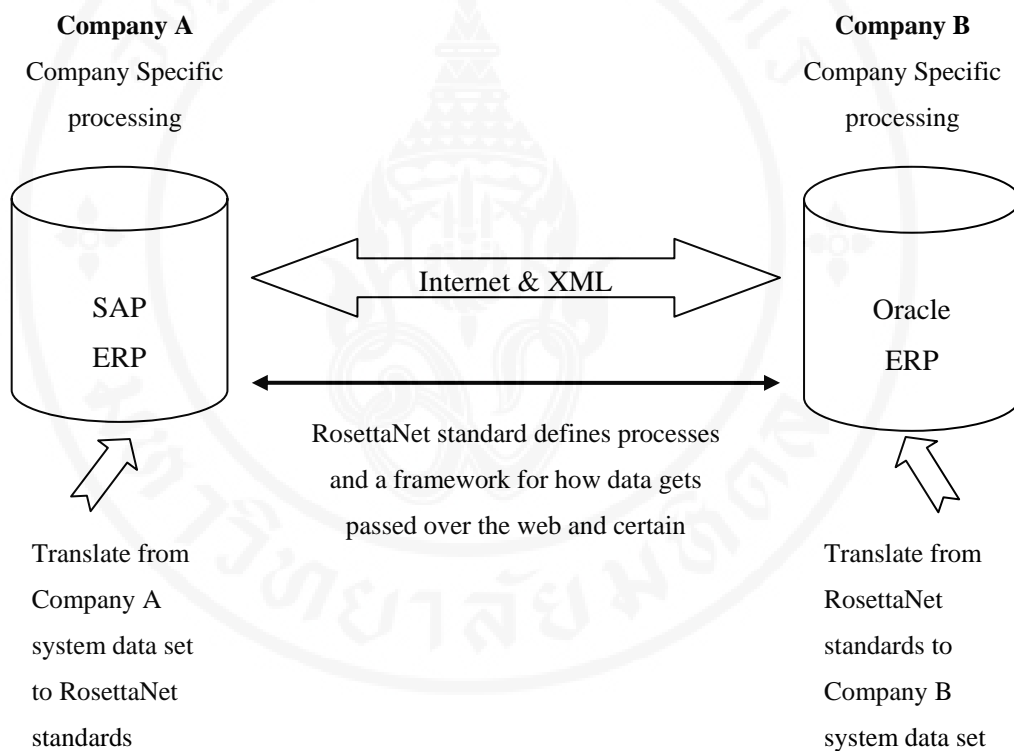 Company A
Company Specific
processing
Company B
Company Specific
processing
SAP
ERP
Internet & XML
Oracle
ERP
RosettaNet standard defines processes
and a framework for how data gets
passed over the web and certain
Translate from
Company A
system data set
to RosettaNet
standards
Translate from
RosettaNet
standards to
Company B
system data set